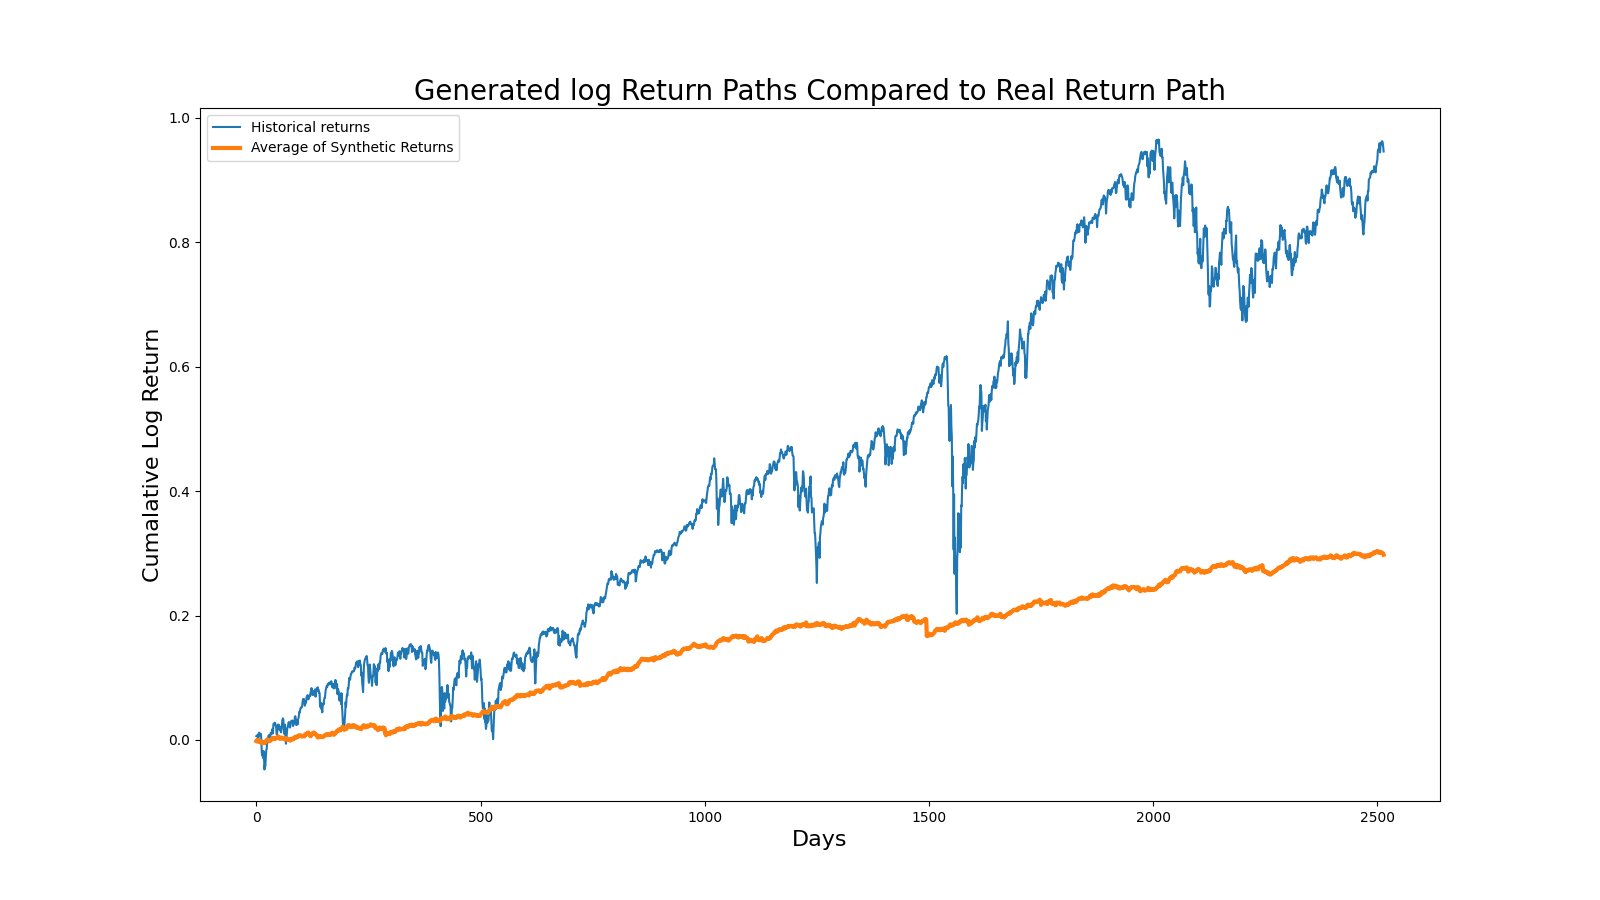 Generated log Return Paths Compared to Real Return Path
Historical returns
Average of Synthetic Returns
Cumalative Log Return
1.0
0.8
0.6
0.4
0.2
0.0
0 500 1000 1500 2000 2500
Days